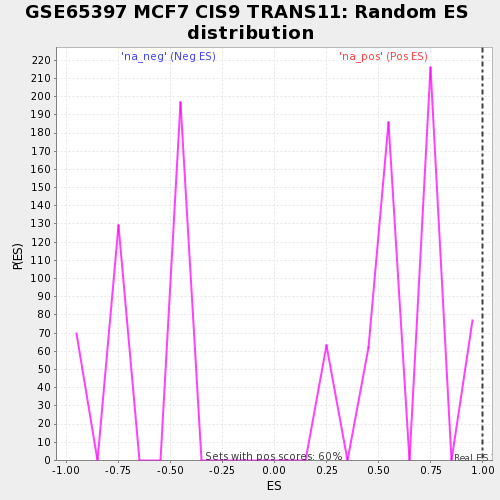 GSE65397 MCF7 CIS9 TRANS11: Random ES
distribution
'na_neg' (Neg ES)
'na_pos' (Pos ES)
220
210
200
190
180
170
160
150
140
130
120
110
100
90
80
70
60
50
40
30
20
10
0
P(ES)
Sets with pos scores: 60%
Real ES
-1.00 -0.75 -0.50 -0.25 0.00 0.25 0.50 0.75 1.00
ES